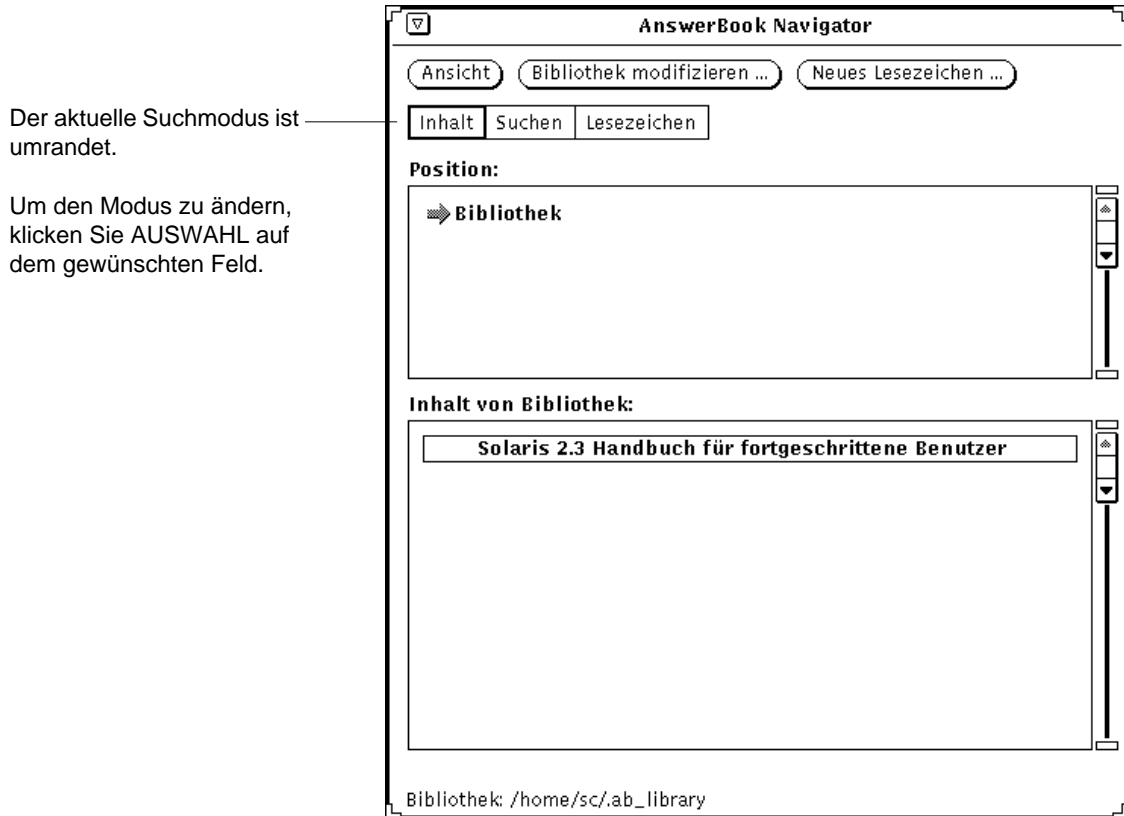 Der aktuelle Suchmodus ist
umrandet.
Um den Modus zu ändern,
klicken Sie AUSWAHL auf
dem gewünschten Feld.
AnswerBook Navigator
Ansicht Bibliothek modifizieren ... Neues Lesezeichen ...
Inhalt Suchen Lesezeichen
Position:
Bibliothek
Inhalt von Bibliothek:
Solaris 2.3 Handbuch für fortgeschrittene Benutzer
Bibliothek: /home/sc/.ab_library